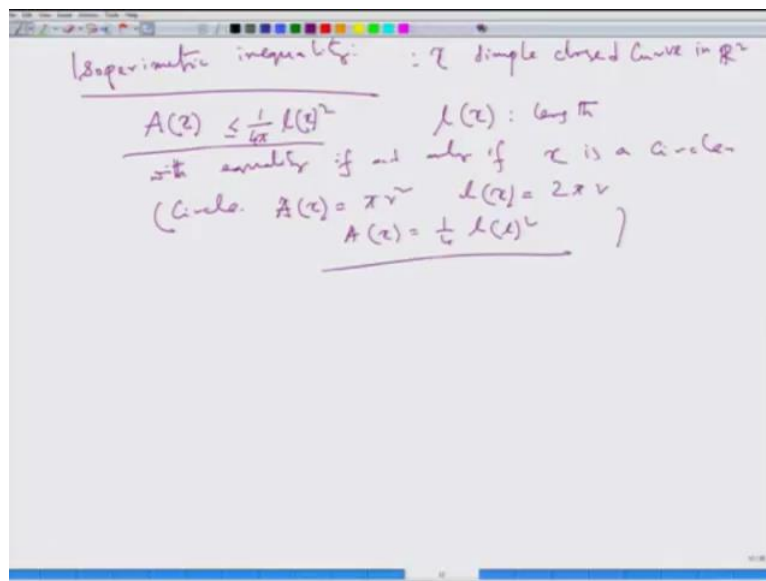 Isoperimetric inequality: : γ simple closed curve in ℝ²
A(γ) ≤ 1/4π l(γ)² l(γ): length
with equality if and only if γ is a circle
(Circle. A(γ) = πr² l(γ) = 2πr
A(γ) = 1/4 l(γ)² )